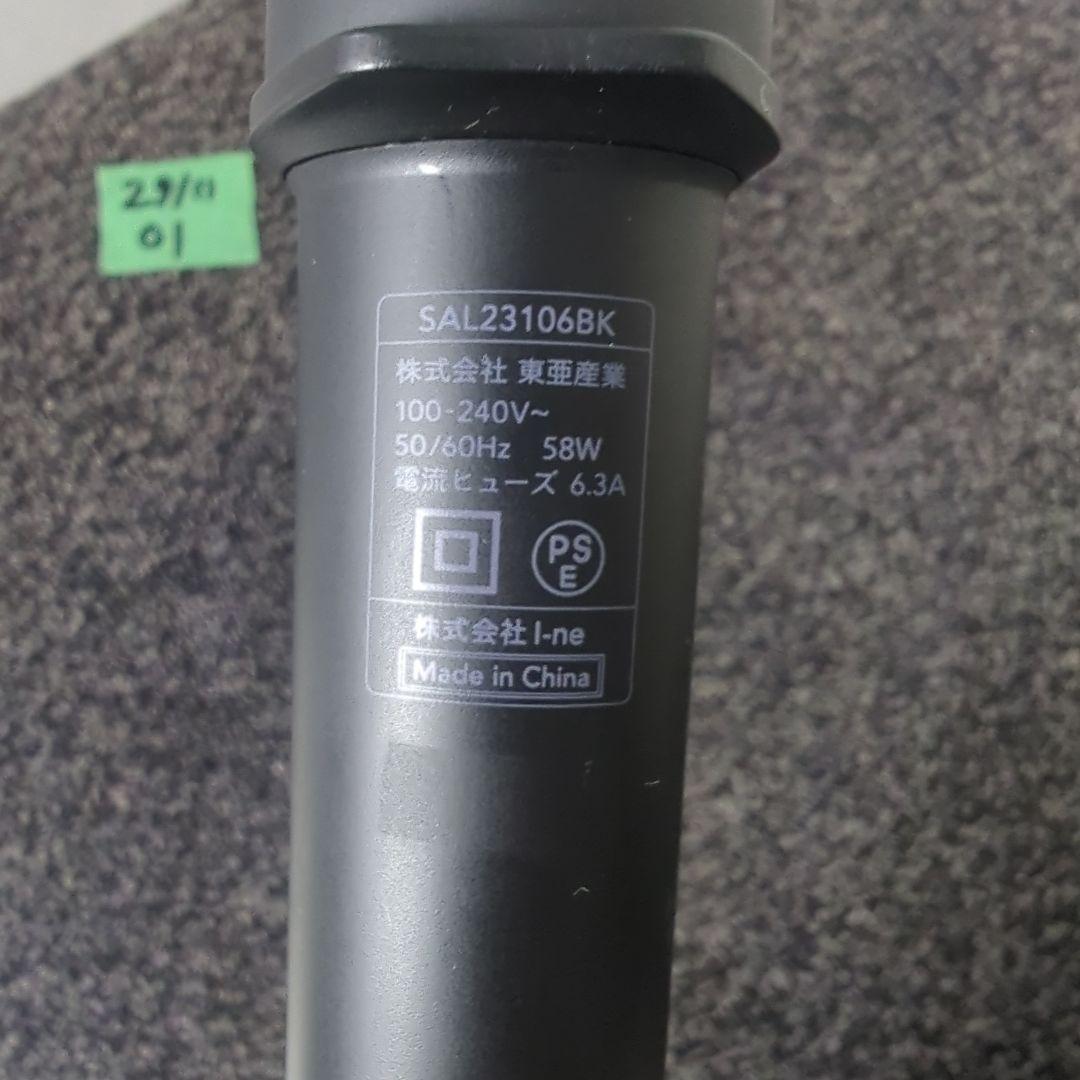 29/11
01
SAL23106BK
株式会社 東亜産業
100-240V~
50/60Hz 58W
電流ヒューズ 6.3A
PS
E
株式会社I-ne
Made in China